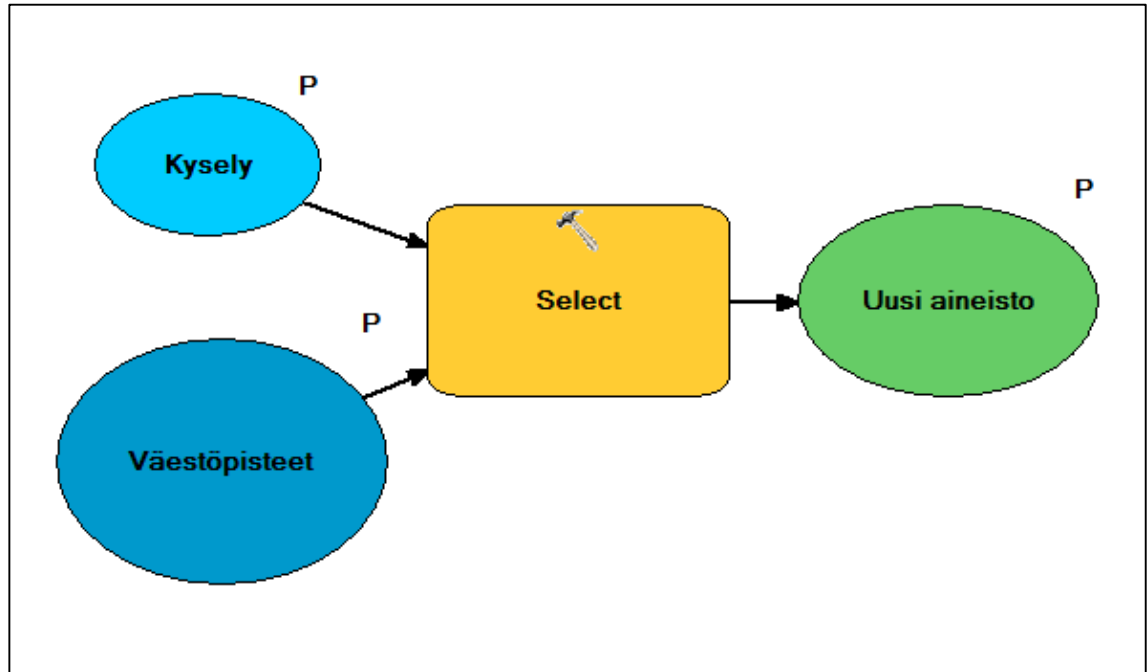 P
Kysely
P
Select
Uusi aineisto
P
Väestöpisteet